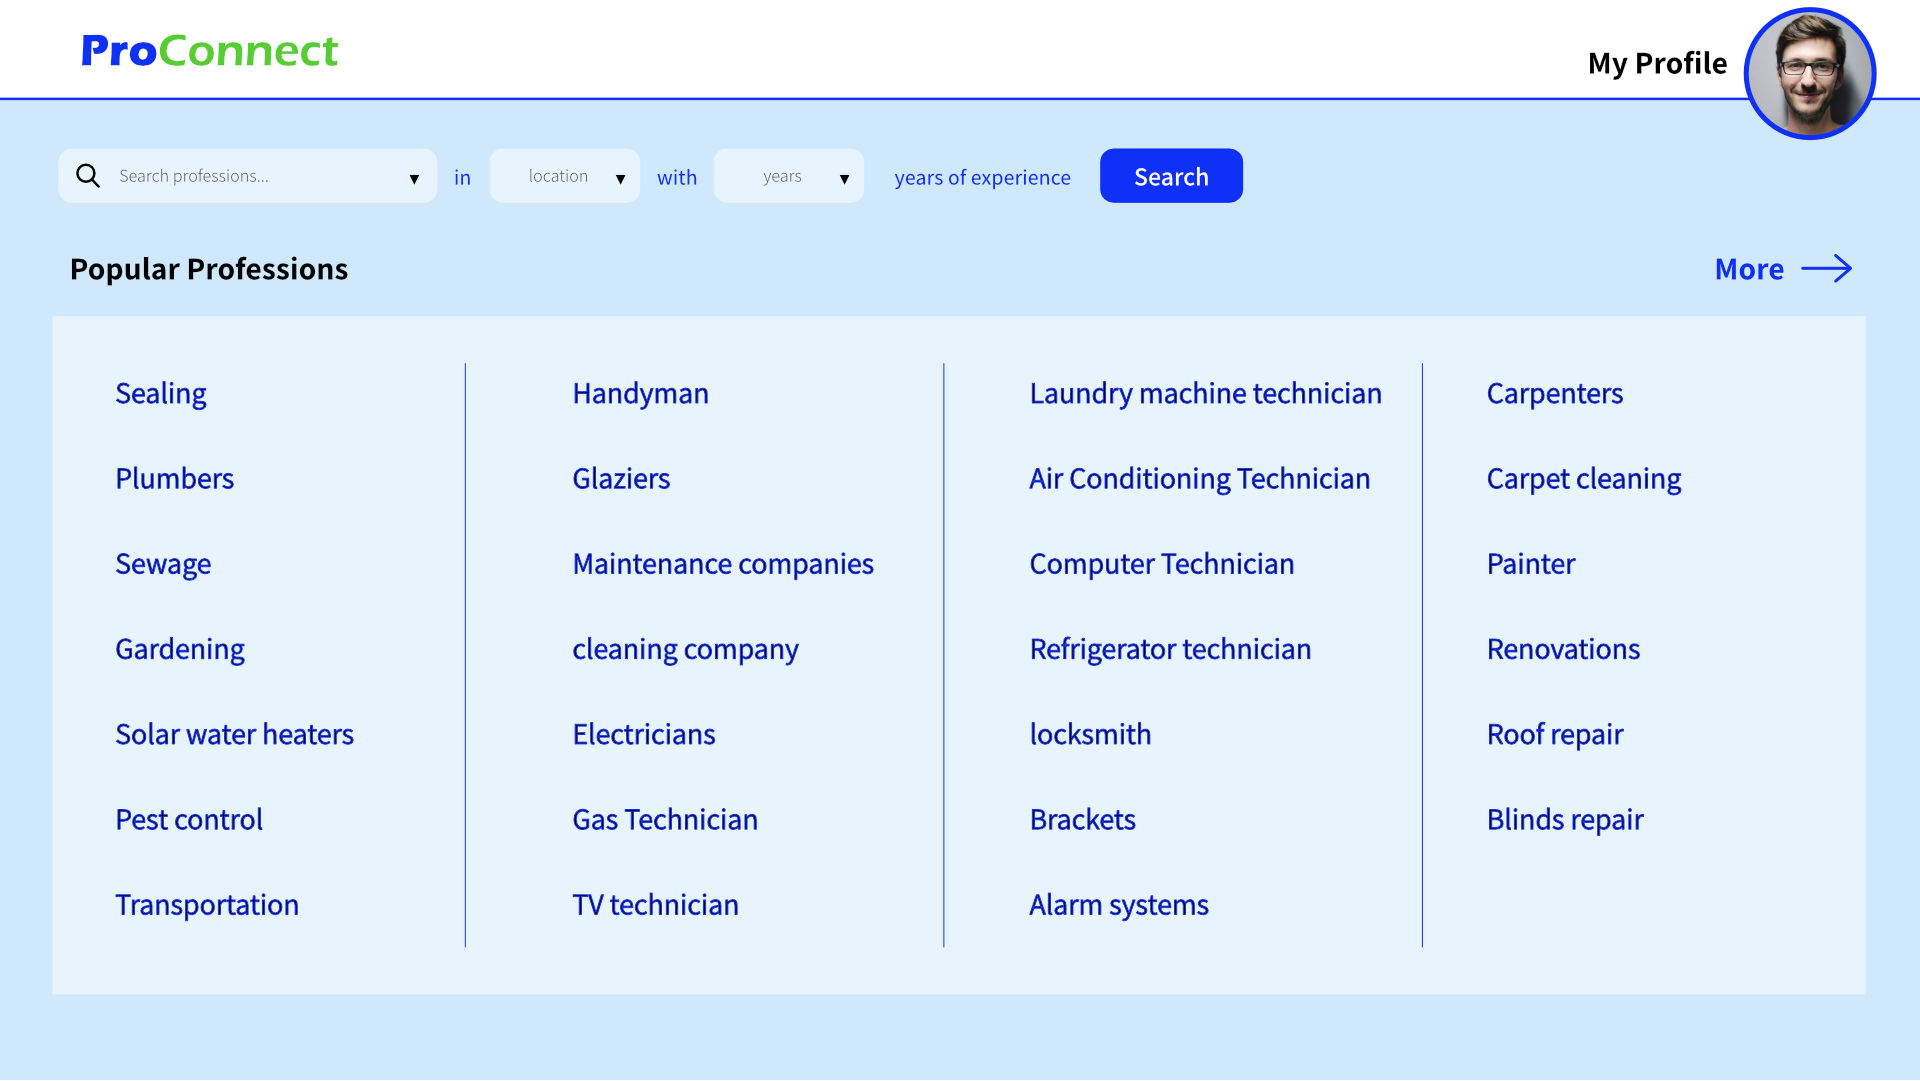 ProConnect
My Profile
Search professions... ▼ in location ▼ with years ▼ years of experience Search
Popular Professions
More
Sealing
Plumbers
Sewage
Gardening
Solar water heaters
Pest control
Transportation
Handyman
Glaziers
Maintenance companies
cleaning company
Electricians
Gas Technician
TV technician
Laundry machine technician
Air Conditioning Technician
Computer Technician
Refrigerator technician
locksmith
Brackets
Alarm systems
Carpenters
Carpet cleaning
Painter
Renovations
Roof repair
Blinds repair